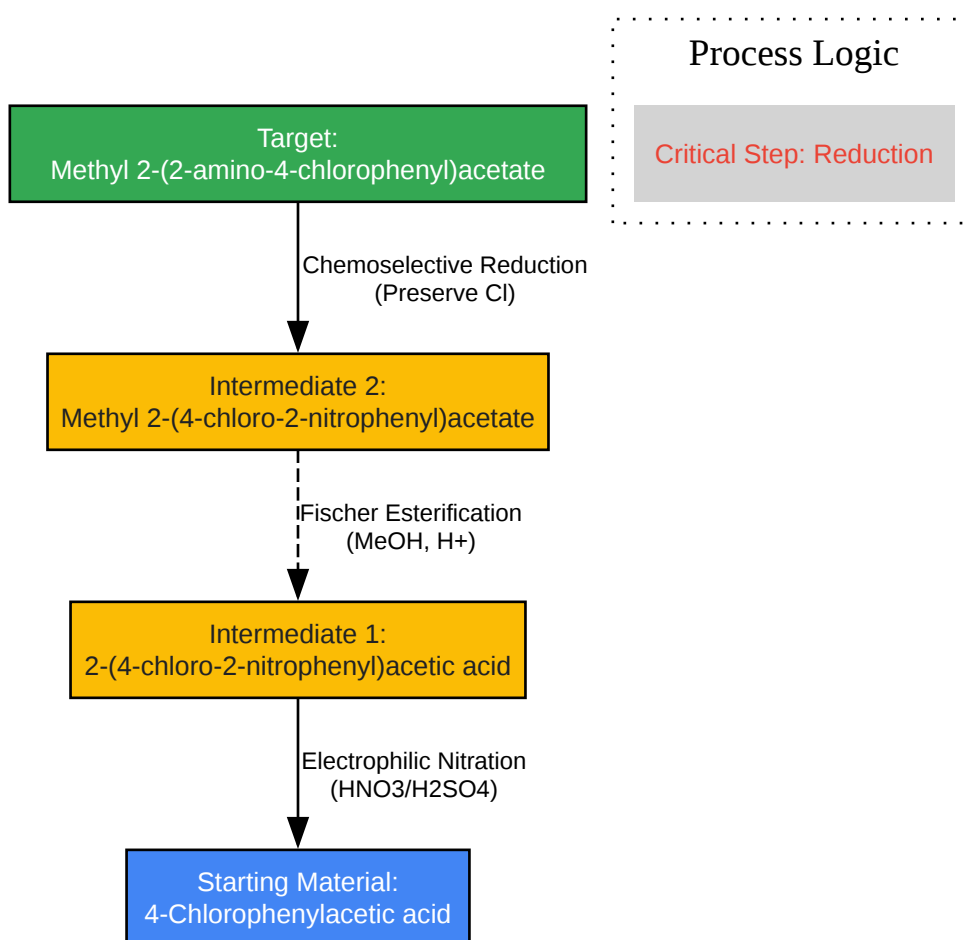 Process Logic
Critical Step: Reduction
Target:
Methyl 2-(2-amino-4-chlorophenyl)acetate
Chemoselective Reduction
(Preserve Cl)
Intermediate 2:
Methyl 2-(4-chloro-2-nitrophenyl)acetate
Fischer Esterification
(MeOH, H+)
Intermediate 1:
2-(4-chloro-2-nitrophenyl)acetic acid
Electrophilic Nitration
(HNO3/H2SO4)
Starting Material:
4-Chlorophenylacetic acid